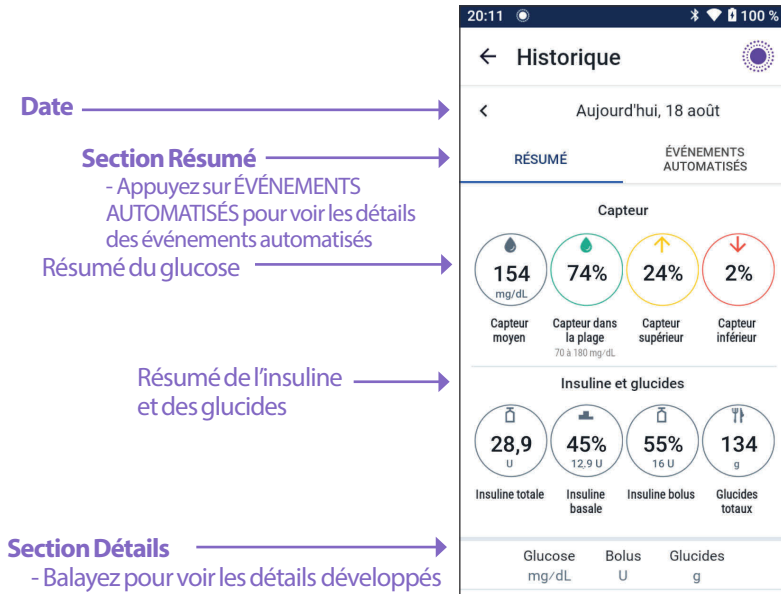 20:11 100 %
Historique
Date
Aujourd'hui, 18 août
Section Résumé
- Appuyez sur ÉVÉNEMENTS
AUTOMATISÉS pour voir les détails
des événements automatisés
RÉSUMÉ
ÉVÉNEMENTS
AUTOMATISÉS
Résumé du glucose
Capteur
154 74% 24% 2%
mg/dL
Capteur
moyen
Capteur dans
la plage
70 à 180 mg/dL
Capteur
supérieur
Capteur
inférieur
Résumé de l'insuline
et des glucides
Insuline et glucides
28,9 45% 55% 134
U 12,9 U 16 U g
Insuline totale
Insuline
basale
Insuline bolus
Glucides
totaux
Section Détails
- Balayez pour voir les détails développés
Glucose Bolus Glucides
mg/dL U g